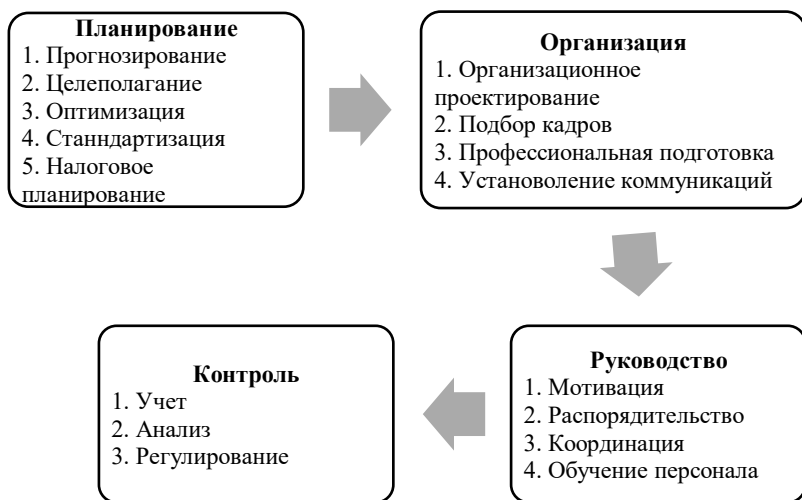 Планирование
1. Прогнозирование
2. Целеполагание
3. Оптимизация
4. Станндартизация
5. Налоговое
планирование
Организация
1. Организационное
проектирование
2. Подбор кадров
3. Профессиональная подготовка
4. Установоление коммуникаций
Руководство
1. Мотивация
2. Распорядительство
3. Координация
4. Обучение персонала
Контроль
1. Учет
2. Анализ
3. Регулирование